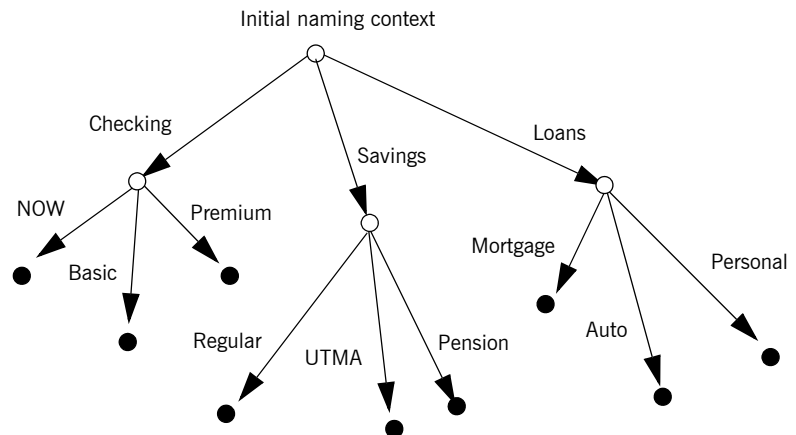 Initial naming context
Checking
Savings
Loans
NOW
Basic
Premium
Regular
UTMA
Pension
Mortgage
Auto
Personal